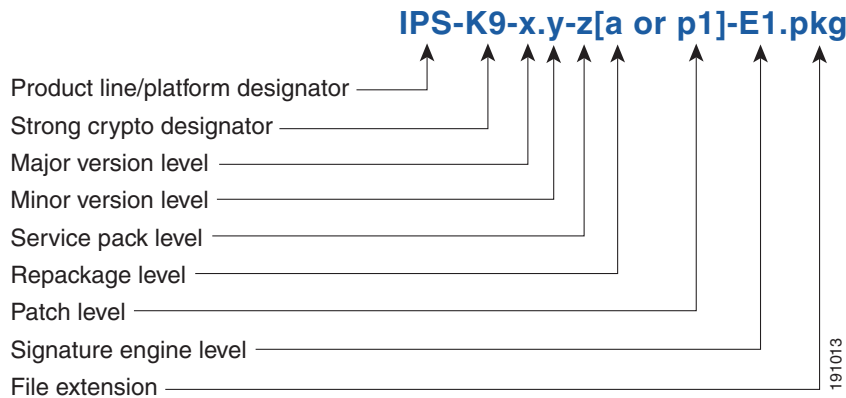 IPS-K9-x.y-z[a or p1]-E1.pkg
Product line/platform designator
Strong crypto designator
Major version level
Minor version level
Service pack level
Repackage level
Patch level
Signature engine level
File extension
191013